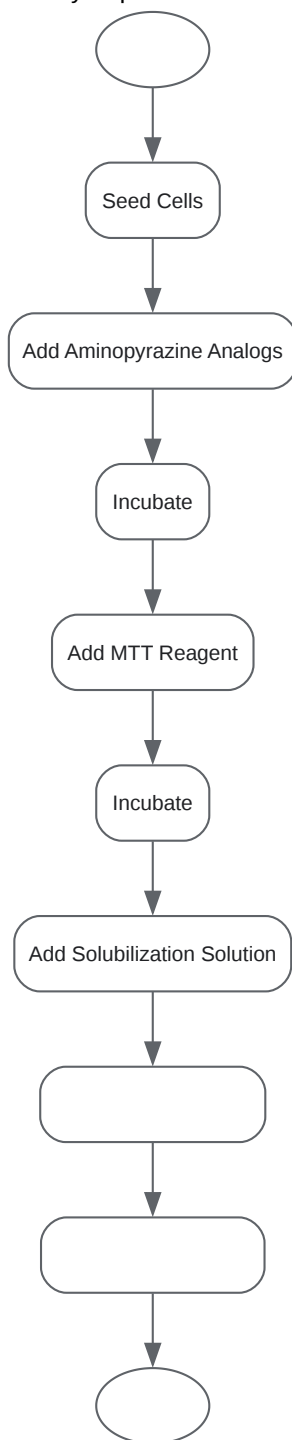 Seed Cells
Add Aminopyrazine Analogs
Incubate
Add MTT Reagent
Incubate
Add Solubilization Solution